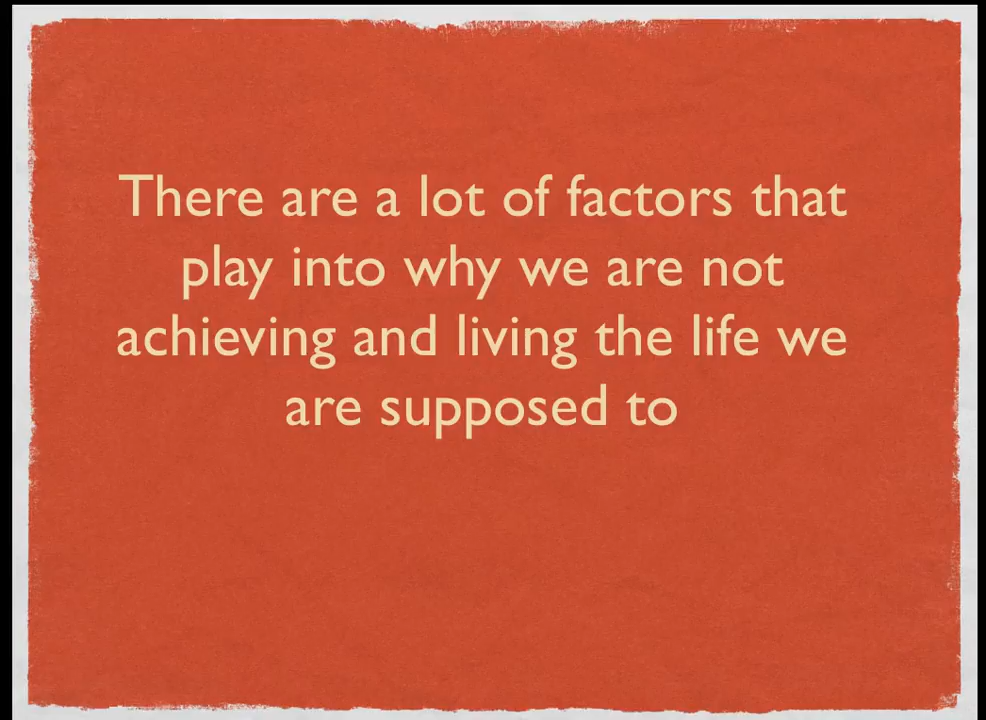 There are a lot of factors that
play into why we are not
achieving and living the life we
are supposed to